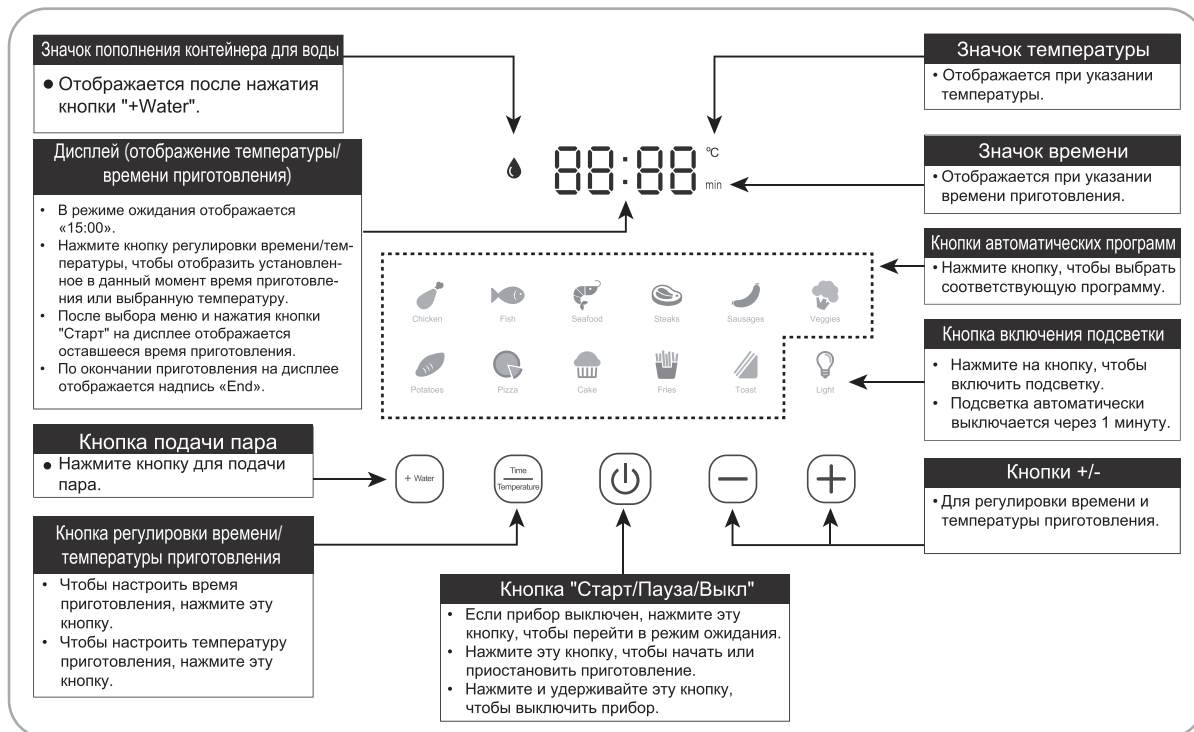 Значок пополнения контейнера для воды
● Отображается после нажатия
кнопки "+Water".
Дисплей (отображение температуры/
времени приготовления)
• В режиме ожидания отображается
«15:00».
• Нажмите кнопку регулировки времени/тем-
пературы, чтобы отобразить установлен-
ное в данный момент время приготовле-
ния или выбранную температуру.
• После выбора меню и нажатия кнопки
"Старт" на дисплее отображается
оставшееся время приготовления.
• По окончании приготовления на дисплее
отображается надпись «End».
Кнопка подачи пара
● Нажмите кнопку для подачи
пара.
Кнопка регулировки времени/
температуры приготовления
• Чтобы настроить время
приготовления, нажмите эту
кнопку.
• Чтобы настроить температуру
приготовления, нажмите эту
кнопку.
88:88
°C
min
Chicken
Fish
Seafood
Steaks
Sausages
Veggies
Potatoes
Pizza
Cake
Fries
Toast
Light
+ Water
Time
Temperature
Кнопка "Старт/Пауза/Выкл"
• Если прибор выключен, нажмите эту
кнопку, чтобы перейти в режим ожидания.
• Нажмите эту кнопку, чтобы начать или
приостановить приготовление.
• Нажмите и удерживайте эту кнопку,
чтобы выключить прибор.
Значок температуры
• Отображается при указании
температуры.
Значок времени
• Отображается при указании
времени приготовления.
Кнопки автоматических программ
• Нажмите кнопку, чтобы выбрать
соответствующую программу.
Кнопка включения подсветки
• Нажмите на кнопку, чтобы
включить подсветку.
• Подсветка автоматически
выключается через 1 минуту.
Кнопки +/-
• Для регулировки времени и
температуры приготовления.